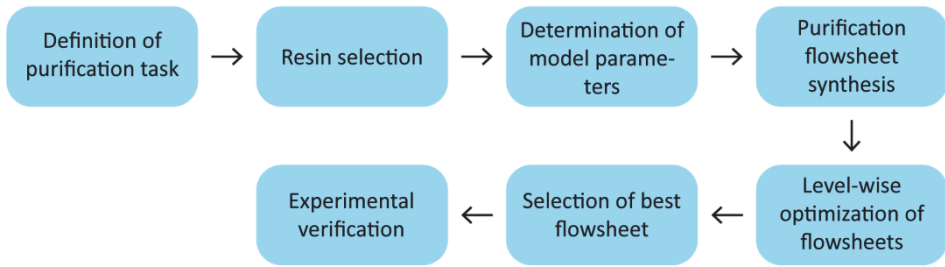 Definition of
purification task
Resin selection
Determination of
model parame-
ters
Purification
flowsheet
synthesis
Level-wise
optimization of
flowsheets
Selection of best
flowsheet
Experimental
verification